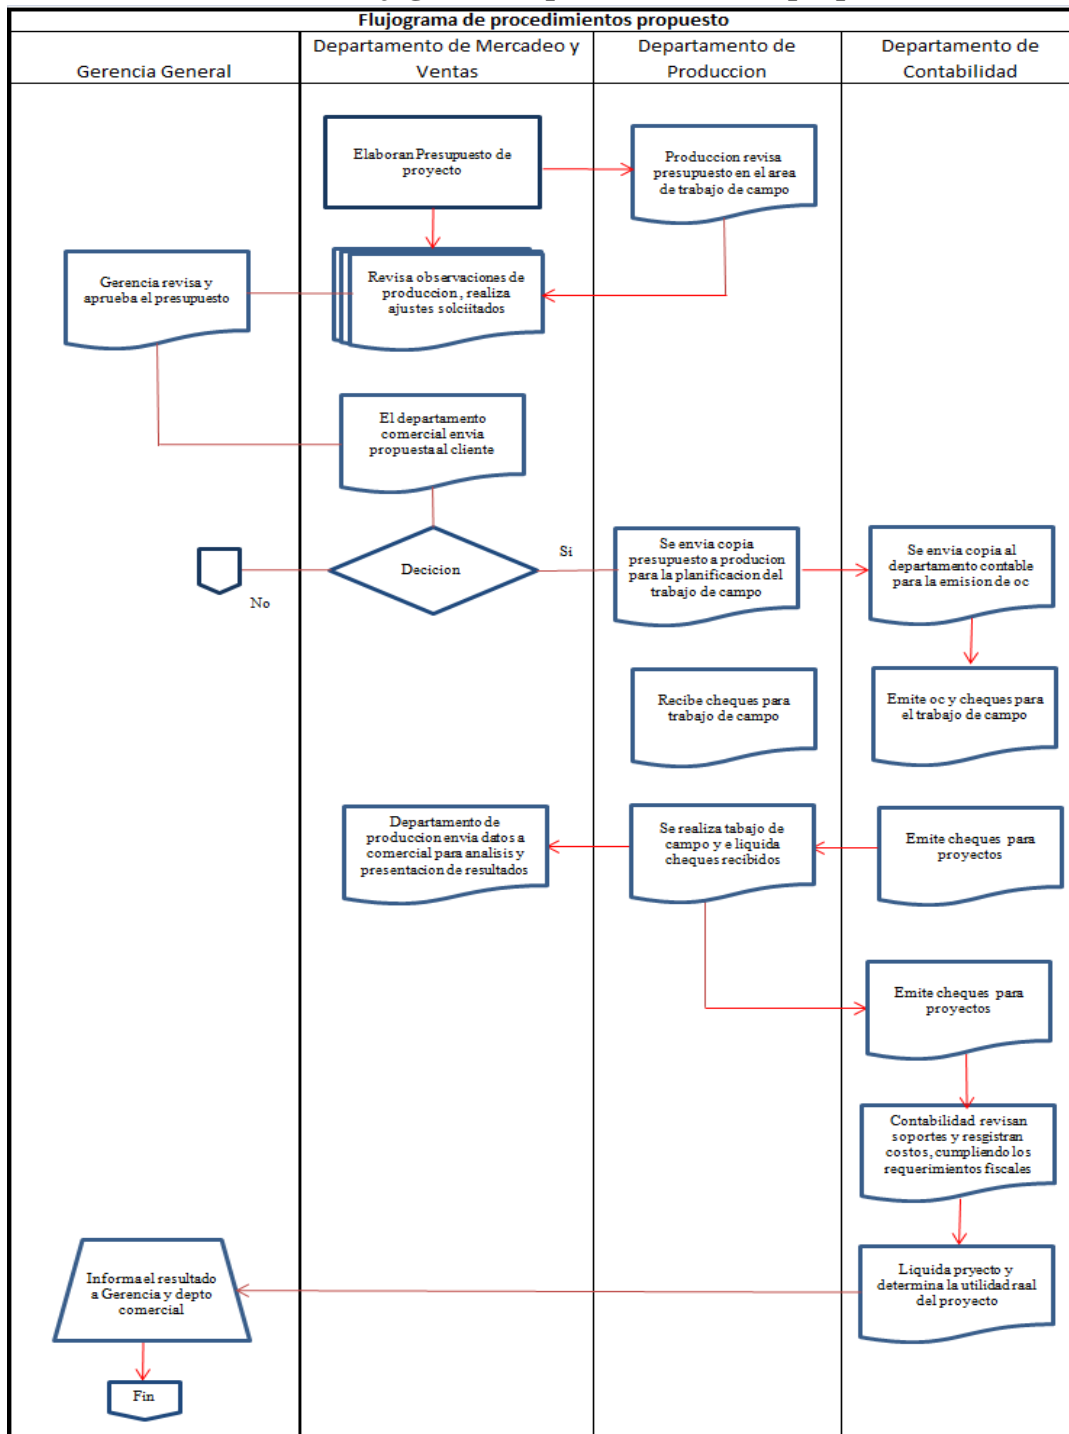 Flujograma de procedimientos propuesto
Gerencia General
Departamento de Mercadeo y
Ventas
Departamento de
Produccion
Departamento de
Contabilidad
Elaboran Presupuesto de
proyecto
Produccion revisa
presupuesto en el area
de trabajo de campo
Gerencia revisa y
aprueba el presupuesto
Revisa observaciones de
produccion, realiza
ajustes solciitados
El departamento
comercial envia
propuesta al cliente
Decicion
Si
No
Se envia copia
presupuesto a producion
para la planificacion del
trabajo de campo
Se envia copia al
departamento contable
para la emision de oc
Recibe cheques para
trabajo de campo
Emite oc y cheques para
el trabajo de campo
Departamento de
produccion envia datos a
comercial para analisis y
presentacion de resultados
Se realiza tabajo de
campo y e liquida
cheques recibidos
Emite cheques para
proyectos
Emite cheques para
proyectos
Contabilidad revisan
soportes y resgistran
costos, cumpliendo los
requerimientos fiscales
Informa el resultado
a Gerencia y depto
comercial
Liquida pryecto y
determina la utilidad raal
del proyecto
Fin